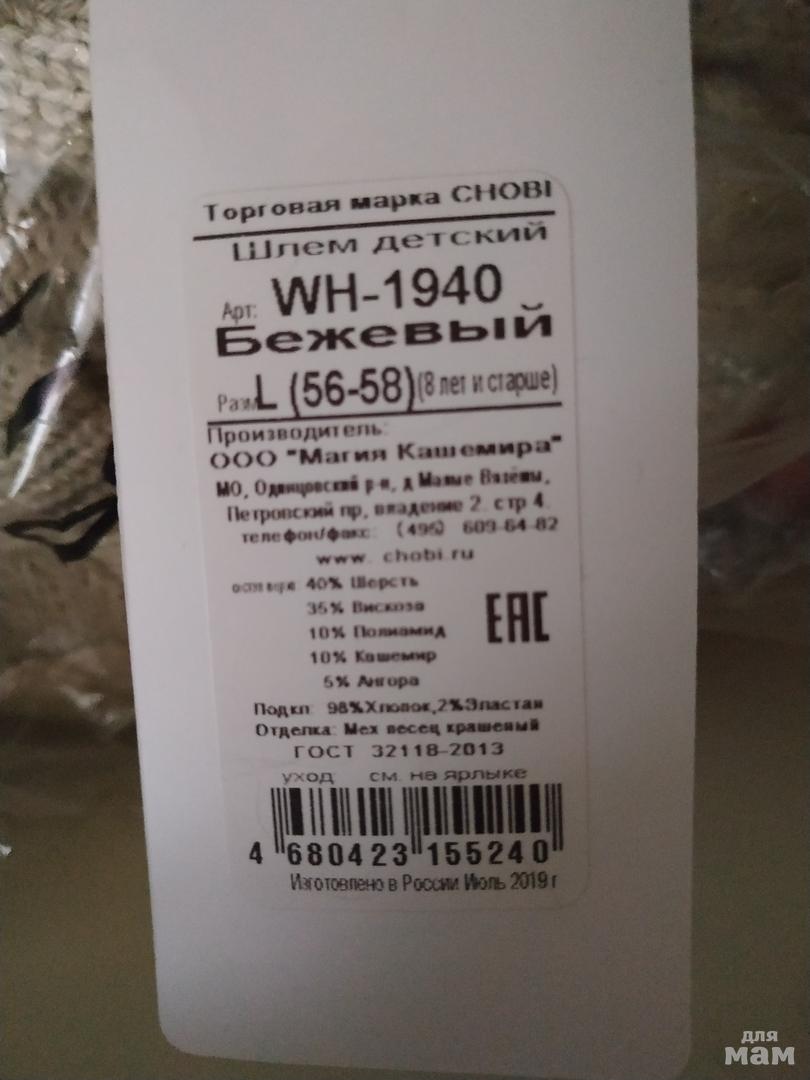 Торговая марка CHOBI
Шлем детский
Арт: WH-1940
Бежевый
Разм L (56-58) (8 лет и старше)
Производитель:
ООО "Магия Кашемира"
МО, Одинцовский р-н, д Малые Вязёмы,
Петровский пр, владение 2. стр 4.
телефон/факс: (495) 609-64-82
www. chobi.ru
40% Шерсть
35% Вискоза
10% Полиамид
10% Кашемир
5% Ангора
EAC
Подкл: 98%Хлопок,2%Эластан
Отделка: Мех песец крашеный
ГОСТ 32118-2013
уход: см. на ярлыке
4 680423 155240
Изготовлено в России Июль 2019 г
для
мам